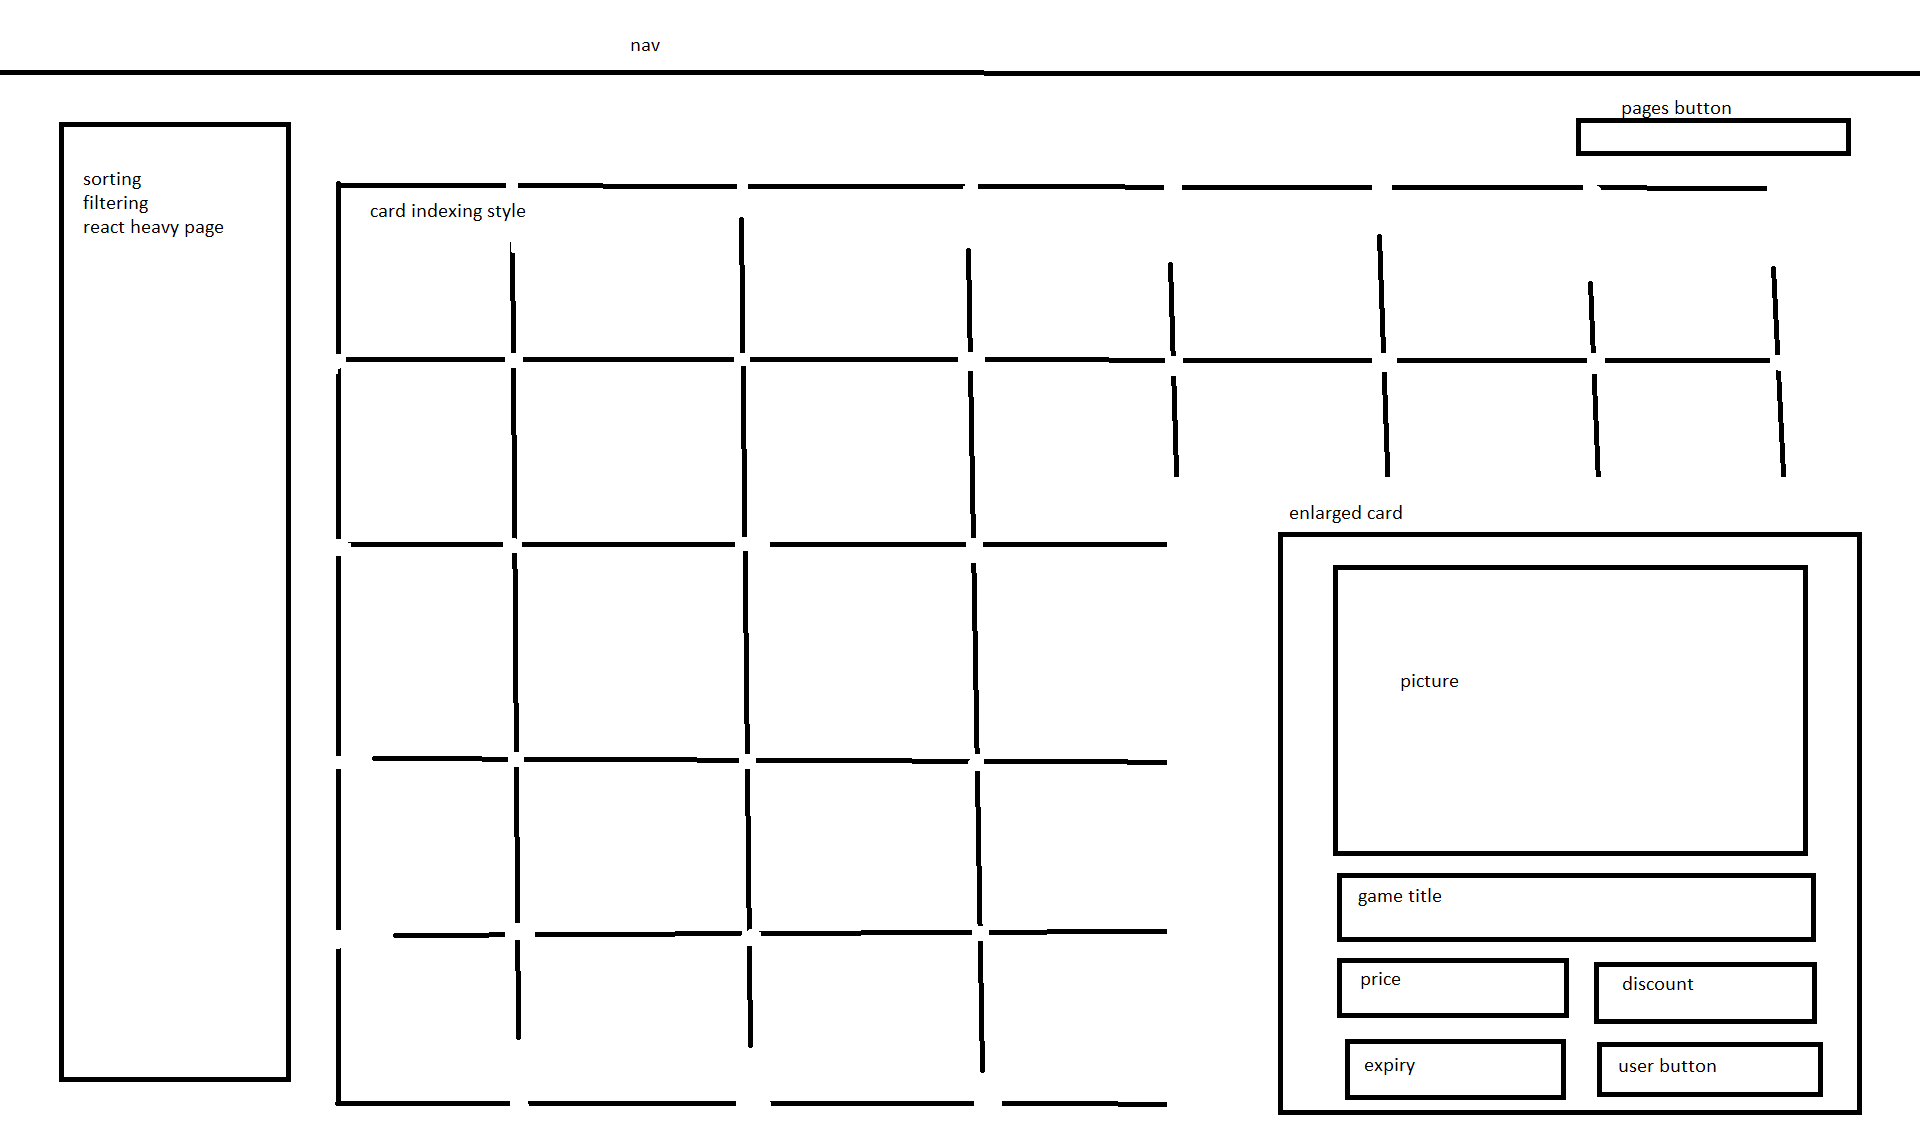 nav
pages button
sorting
filtering
react heavy page
card indexing style
enlarged card
picture
game title
price
discount
expiry
user button